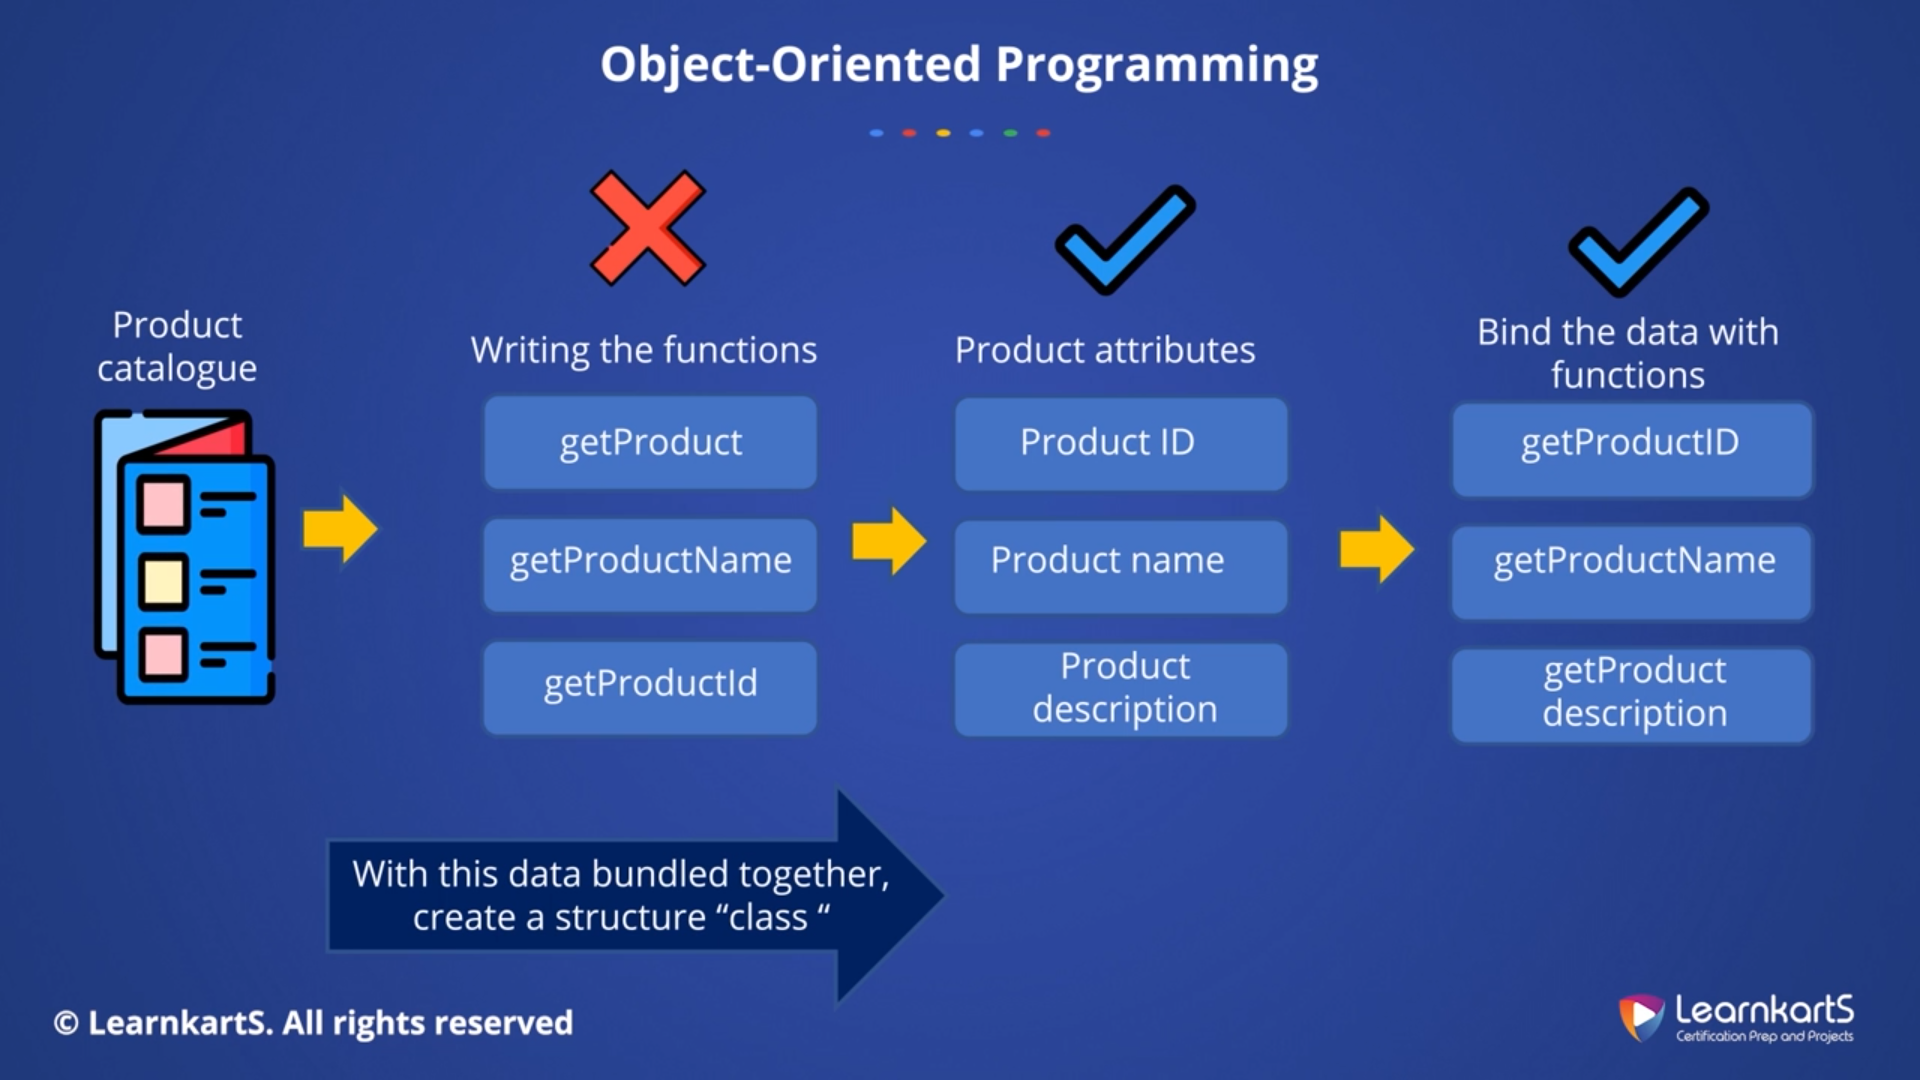 Object-Oriented Programming
Product
catalogue
Writing the functions
getProduct
getProductName
getProductId
Product attributes
Product ID
Product name
Product
description
Bind the data with
functions
getProductID
getProductName
getProduct
description
With this data bundled together,
create a structure “class “
© LearnkartS. All rights reserved
LearnkartS
Certification Prep and Projects